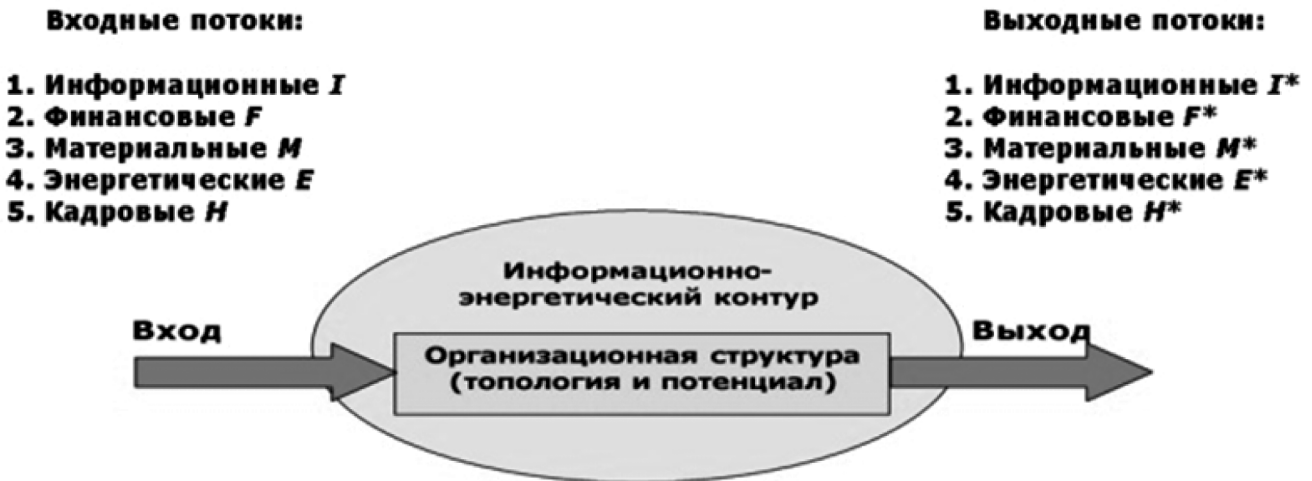 Входные потоки:
1. Информационные I
2. Финансовые F
3. Материальные M
4. Энергетические E
5. Кадровые H
Выходные потоки:
1. Информационные I*
2. Финансовые F*
3. Материальные M*
4. Энергетические E*
5. Кадровые H*
Информационно-
энергетический контур
Вход
Организационная структура
(топология и потенциал)
Выход